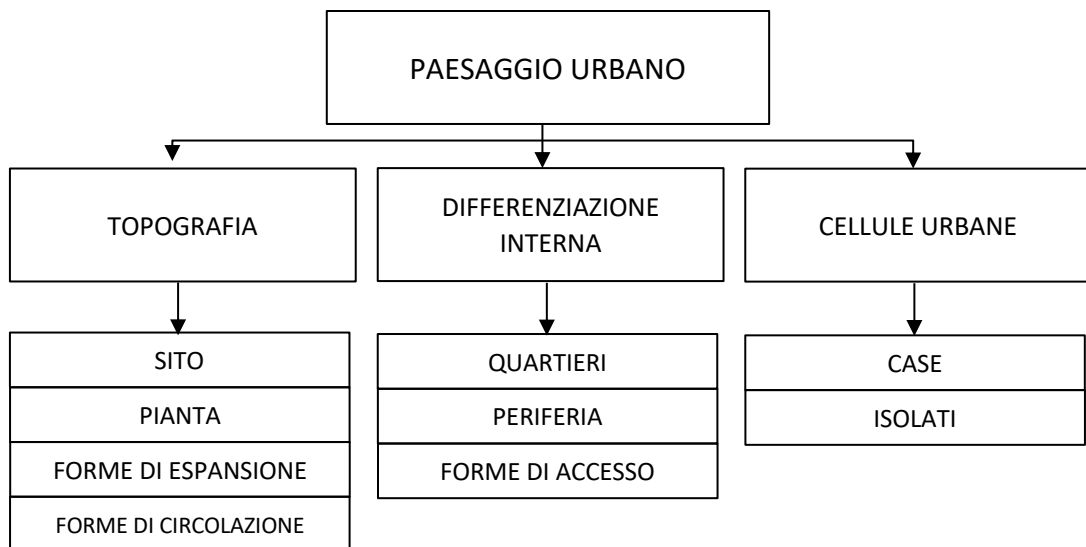 PAESAGGIO URBANO
TOPOGRAFIA
DIFFERENZIAZIONE
INTERNA
CELLULE URBANE
SITO
PIANTA
FORME DI ESPANSIONE
FORME DI CIRCOLAZIONE
QUARTIERI
PERIFERIA
FORME DI ACCESSO
CASE
ISOLATI